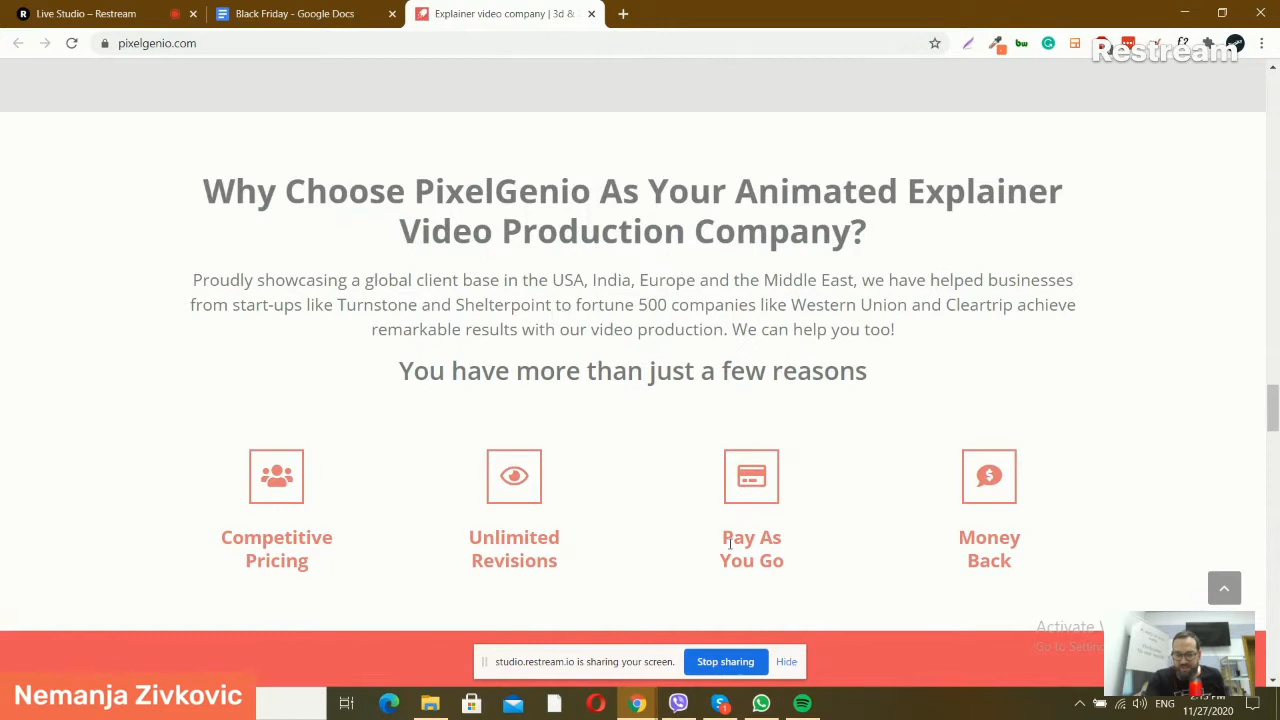 Live Studio – Restream
Black Friday - Google Docs
Explainer video company | 3d &
pixelgenio.com
Restream
Why Choose PixelGenio As Your Animated Explainer
Video Production Company?
Proudly showcasing a global client base in the USA, India, Europe and the Middle East, we have helped businesses
from start-ups like Turnstone and Shelterpoint to fortune 500 companies like Western Union and Cleartrip achieve
remarkable results with our video production. We can help you too!
You have more than just a few reasons
Competitive
Pricing
Unlimited
Revisions
Pay As
You Go
Money
Back
Activate
Go to
studio.restream.io is sharing your screen.
Stop sharing
Hide
Nemanja Zivkovic
ENG
11/27/2020